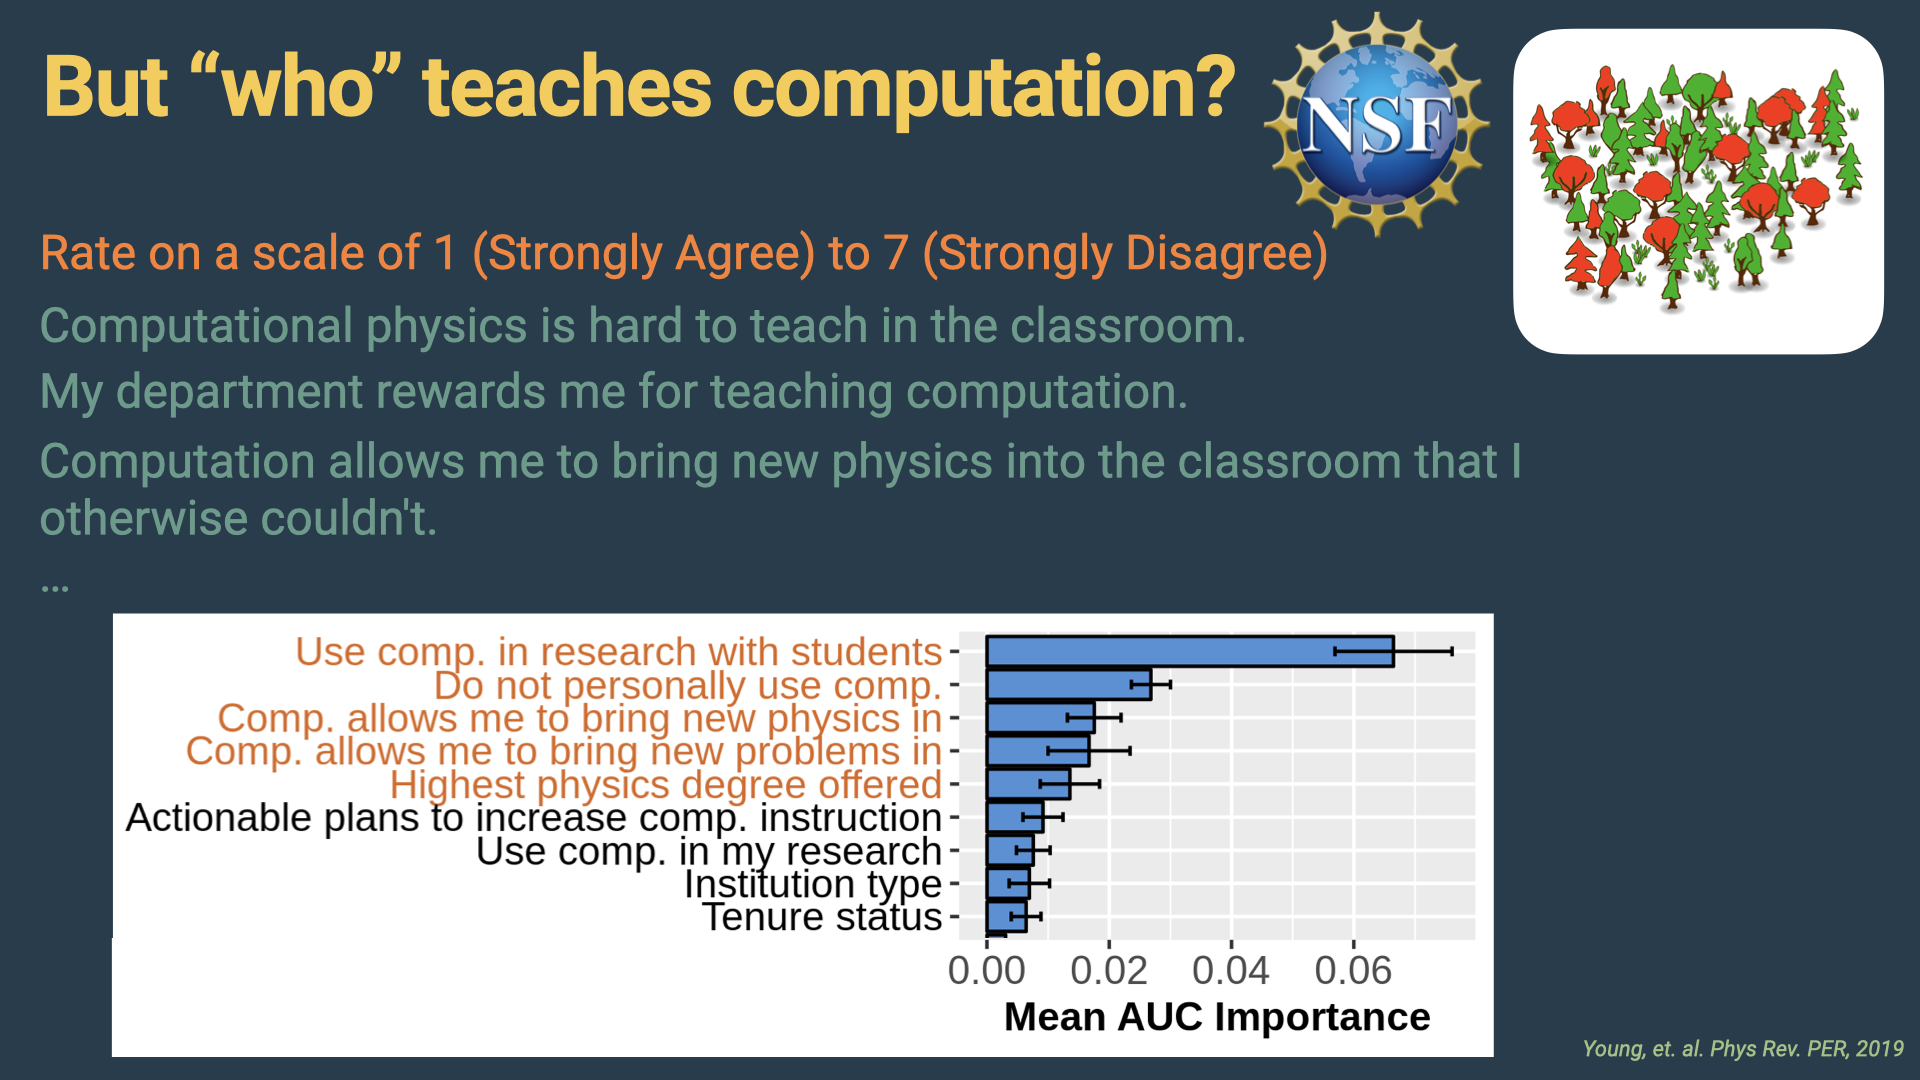 But “who” teaches computation?
NSF
Rate on a scale of 1 (Strongly Agree) to 7 (Strongly Disagree)
Computational physics is hard to teach in the classroom.
My department rewards me for teaching computation.
Computation allows me to bring new physics into the classroom that I
otherwise couldn't.
...
Use comp. in research with students
Do not personally use comp.
Comp. allows me to bring new physics in
Comp. allows me to bring new problems in
Highest physics degree offered
Actionable plans to increase comp. instruction
Use comp. in my research
Institution type
Tenure status
0.00 0.02 0.04 0.06
Mean AUC Importance
Young, et. al. Phys Rev. PER, 2019